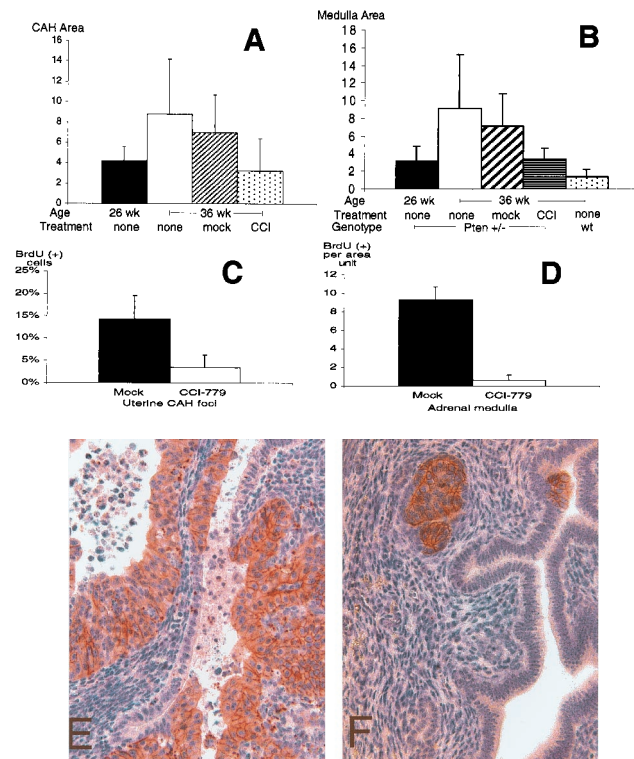 CAH Area
A
16
14
12
10
8
6
4
2
0
Age 26 wk 36 wk
Treatment none none mock CCI
Medulla Area
B
18
16
14
12
10
8
6
4
2
0
Age 26 wk 36 wk
Treatment none none mock CCI none
Genotype Pten +/- wt
BrdU (+)
cells
C
25%
20%
15%
10%
5%
0%
Mock CCI-779
Uterine CAH foci
BrdU (+)
per area
unit
D
12
10
8
6
4
2
0
Mock CCI-779
Adrenal medulla
E
F